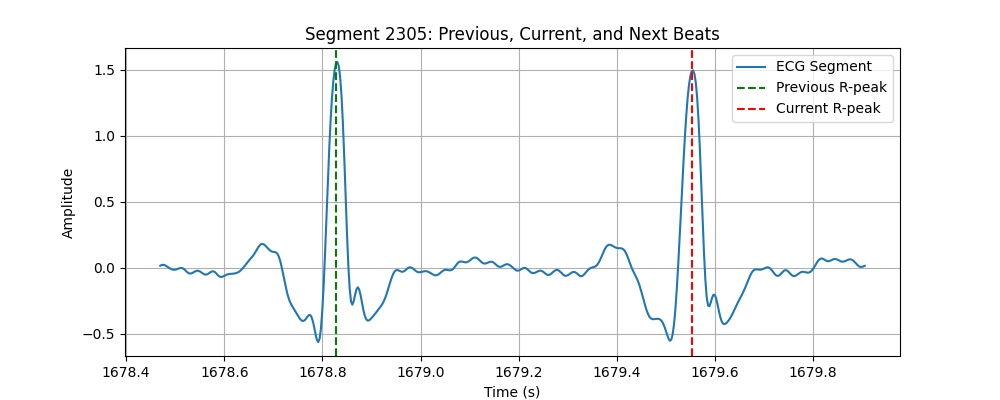 Segment 2305: Previous, Current, and Next Beats
ECG Segment
Previous R-peak
Current R-peak
Amplitude
1.5
1.0
0.5
0.0
−0.5
1678.4 1678.6 1678.8 1679.0 1679.2 1679.4 1679.6 1679.8
Time (s)